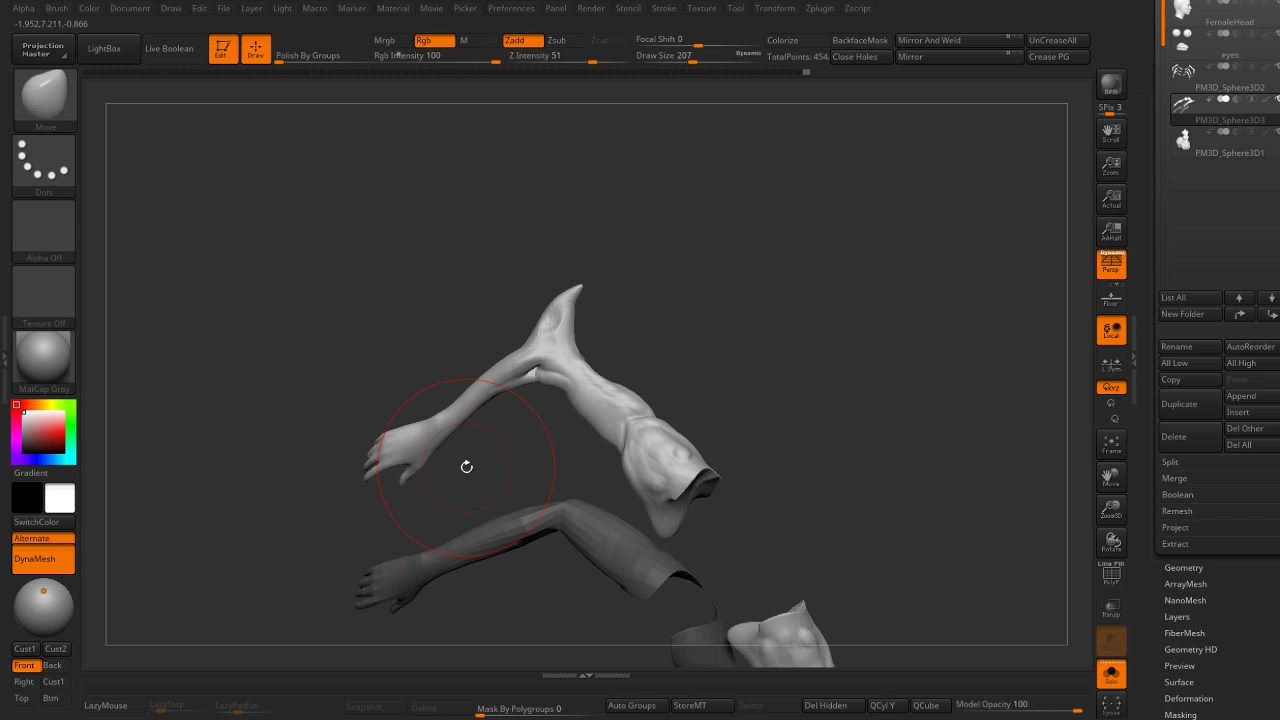 Alpha Brush Color Document Draw Edit File Layer Light Macro Marker Material Movie Picker Preferences Panel Render Stencil Stroke Texture Tool Transform Zplugin Zscript
-1.952,7.211,-0.866
Projection
Master
LightBox
Live Boolean
Edit
Draw
Polish By Groups
Mrgb
Rgb
M
Rgb Intensity 100
Zadd
Zsub
Zcut
Z Intensity 51
Focal Shift 0
Draw Size 207
Dynamic
Colorize
TotalPoints: 454,
BackfaceMask
Close Holes
Mirror And Weld
Mirror
UnCreaseAll
Crease PG
Move
Dots
Alpha Off
Texture Off
MatCap Gray
Gradient
SwitchColor
Alternate
DynaMesh
Cust1 Cust2
Front Back
Right Cust1
Top Btm
BPR
SPix 3
Scroll
Zoom
Actual
AAHalf
Dynamic
Persp
Floor
Local
L.Sym
XYZ
Frame
Move
Zoom3D
Rotate
Line Fill
PolyF
Transp
Dynamic
Solo
Xpose
FemaleHead
eyes
PM3D_Sphere3D2
PM3D_Sphere3D3
PM3D_Sphere3D1
List All
New Folder
Rename AutoReorder
All Low All High
Copy Paste
Duplicate Append
Insert
Delete Del Other
Del All
Split
Merge
Boolean
Remesh
Project
Extract
Geometry
ArrayMesh
NanoMesh
Layers
FiberMesh
Geometry HD
Preview
Surface
Deformation
Masking
LazyMouse
LazyStep
LazyRadius
Snapshot
Delete
Mask By Polygroups 0
Auto Groups
StoreMT
Switch
Del Hidden
QCyl Y
QCube
Model Opacity 100